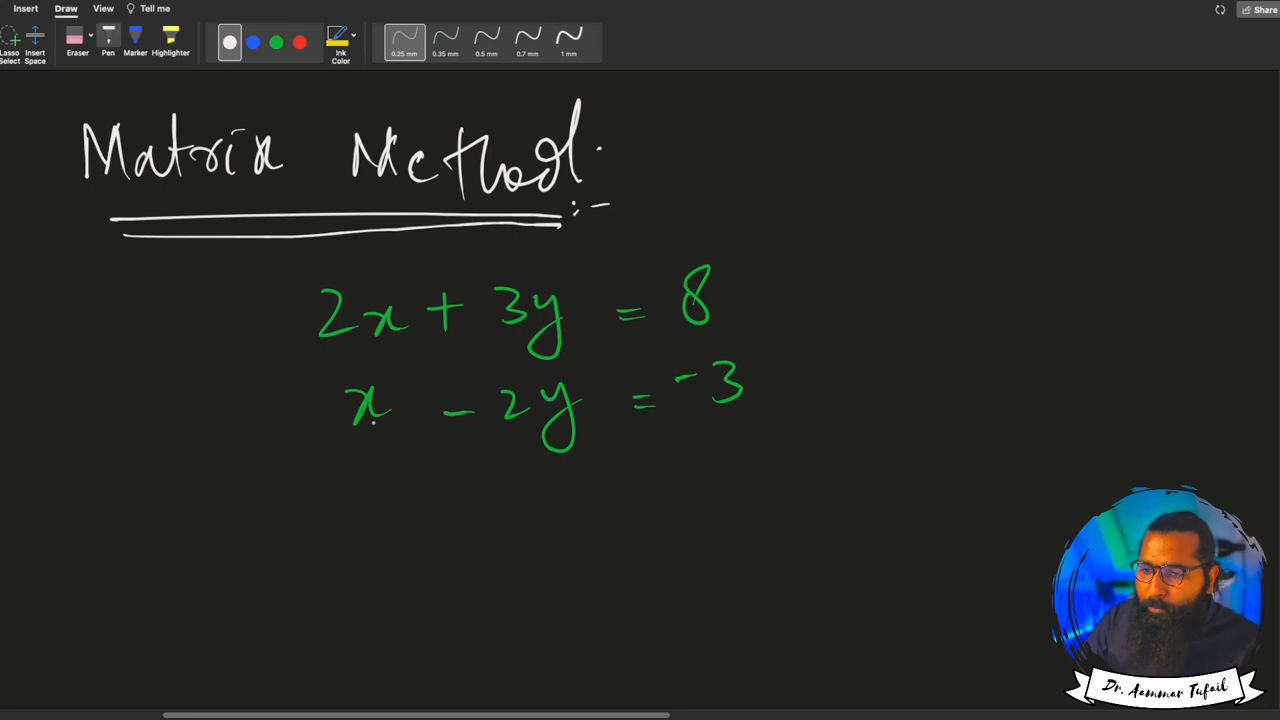 Insert Draw View Tell me
Share
Lasso Select
Insert Space
Eraser
Pen
Marker
Highlighter
Ink Color
0.25 mm
0.35 mm
0.5 mm
0.7 mm
1 mm
Matrix Method :-
2x + 3y = 8
x - 2y = -3
Dr. Aammar Tufail